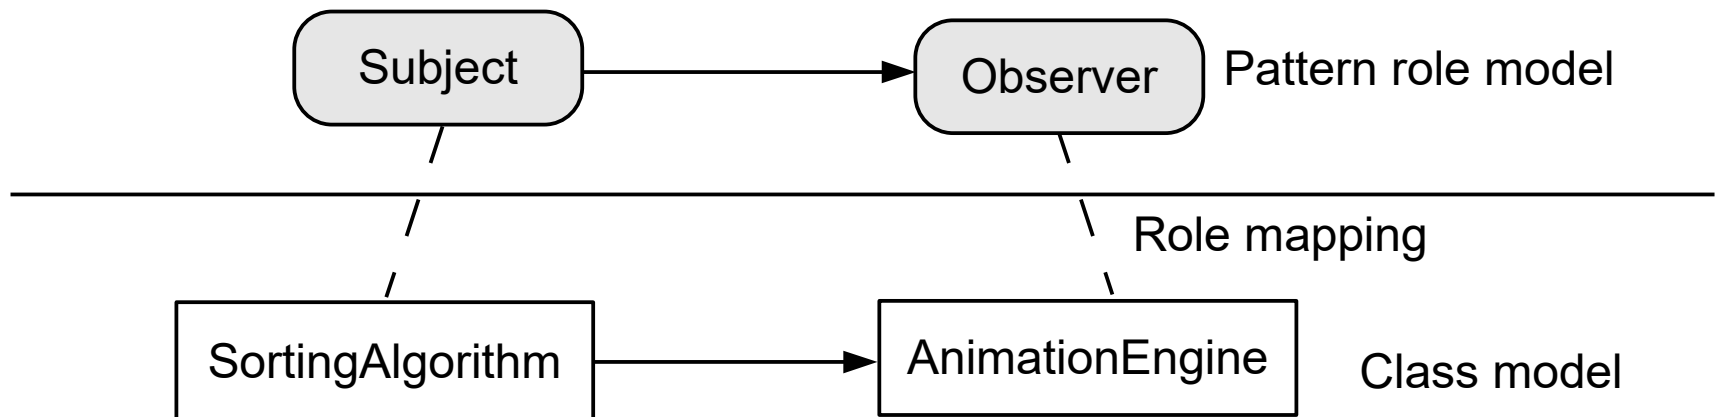 Subject
Observer
Pattern role model
Role mapping
SortingAlgorithm
AnimationEngine
Class model